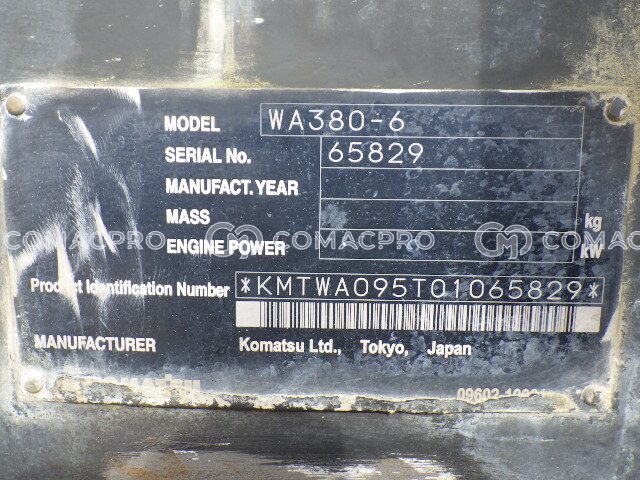 MODEL WA380-6
SERIAL No. 65829
MANUFACT. YEAR
MASS kg
ENGINE POWER kW
COMACPRO COMACPRO COMACPRO
Product Identification Number *KMTWA095T01065829*
MANUFACTURER Komatsu Ltd., Tokyo, Japan